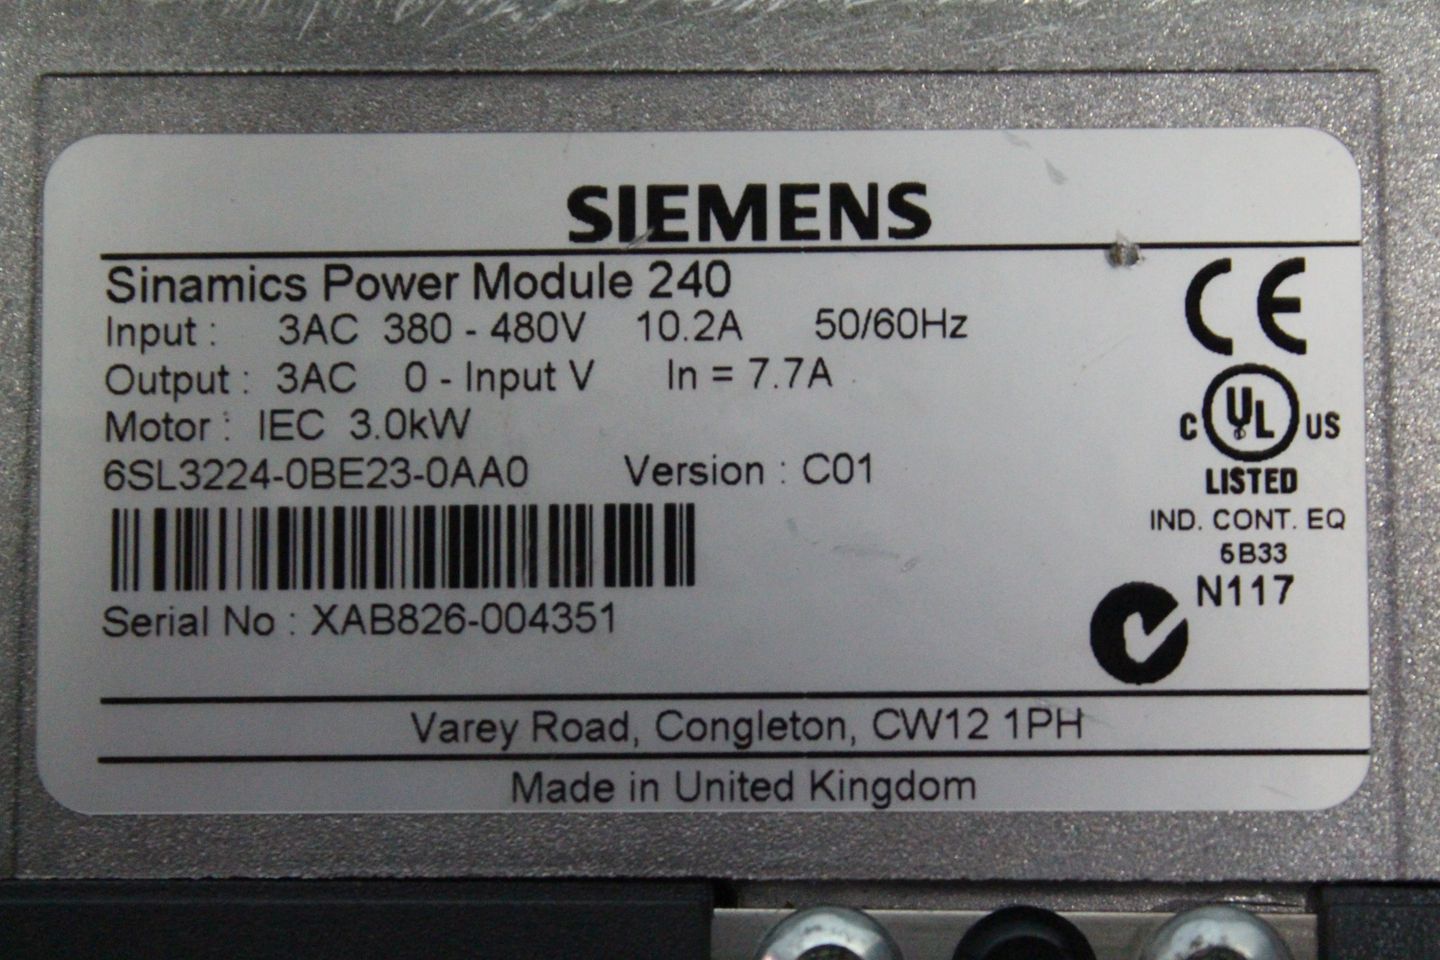 SIEMENS
Sinamics Power Module 240
Input : 3AC 380 - 480V 10.2A 50/60Hz
Output : 3AC 0 - Input V In = 7.7A
Motor : IEC 3.0kW
6SL3224-0BE23-0AA0 Version : C01
Serial No : XAB826-004351
CE
C UL US
LISTED
IND. CONT. EQ
5B33
N117
Varey Road, Congleton, CW12 1PH
Made in United Kingdom